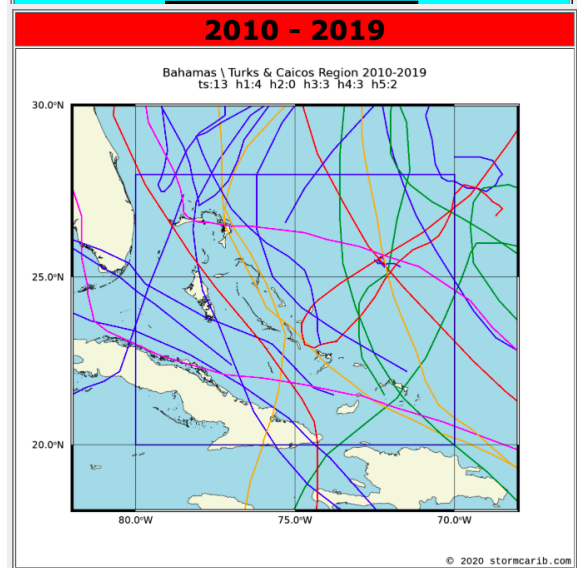 2010 - 2019
Bahamas \ Turks & Caicos Region 2010-2019
ts:13 h1:4 h2:0 h3:3 h4:3 h5:2
30.0°N
25.0°N
20.0°N
80.0°W 75.0°W 70.0°W
© 2020 stormcarib.com